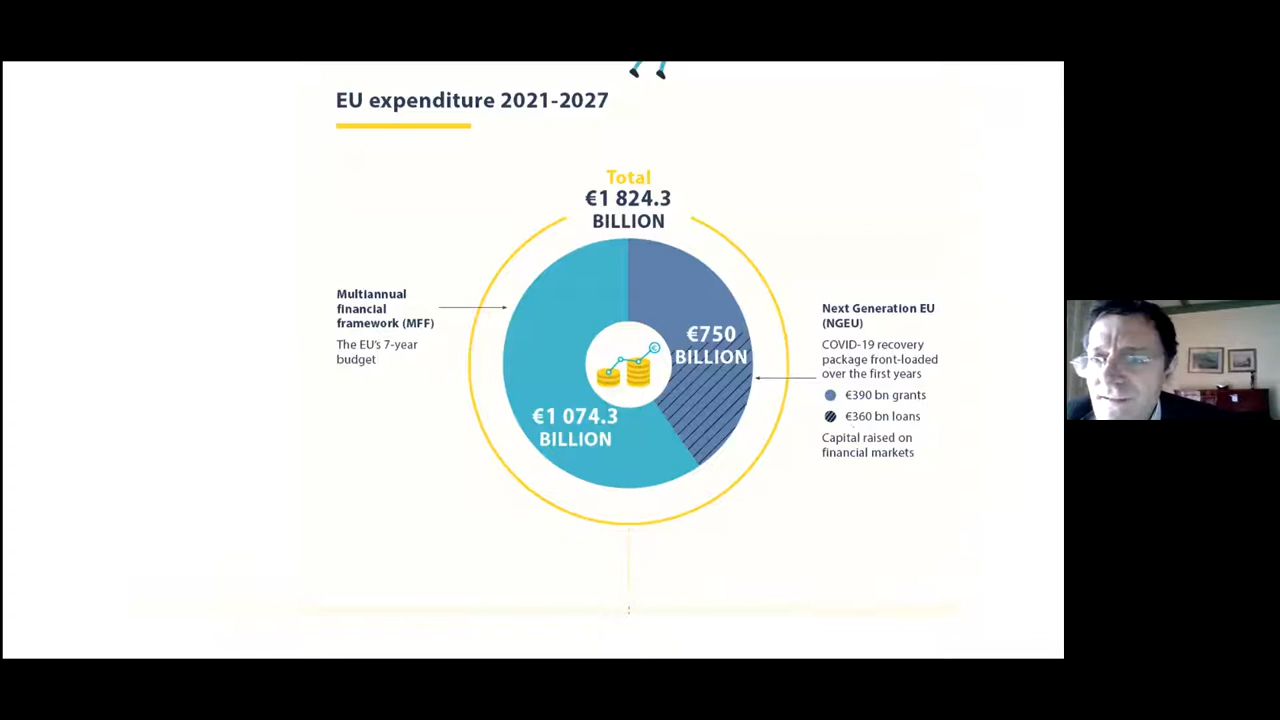 EU expenditure 2021-2027
Total
€1 824.3
BILLION
Multiannual
financial
framework (MFF)
The EU's 7-year
budget
€750
BILLION
€1 074.3
BILLION
Next Generation EU
(NGEU)
COVID-19 recovery
package front-loaded
over the first years
€390 bn grants
€360 bn loans
Capital raised on
financial markets